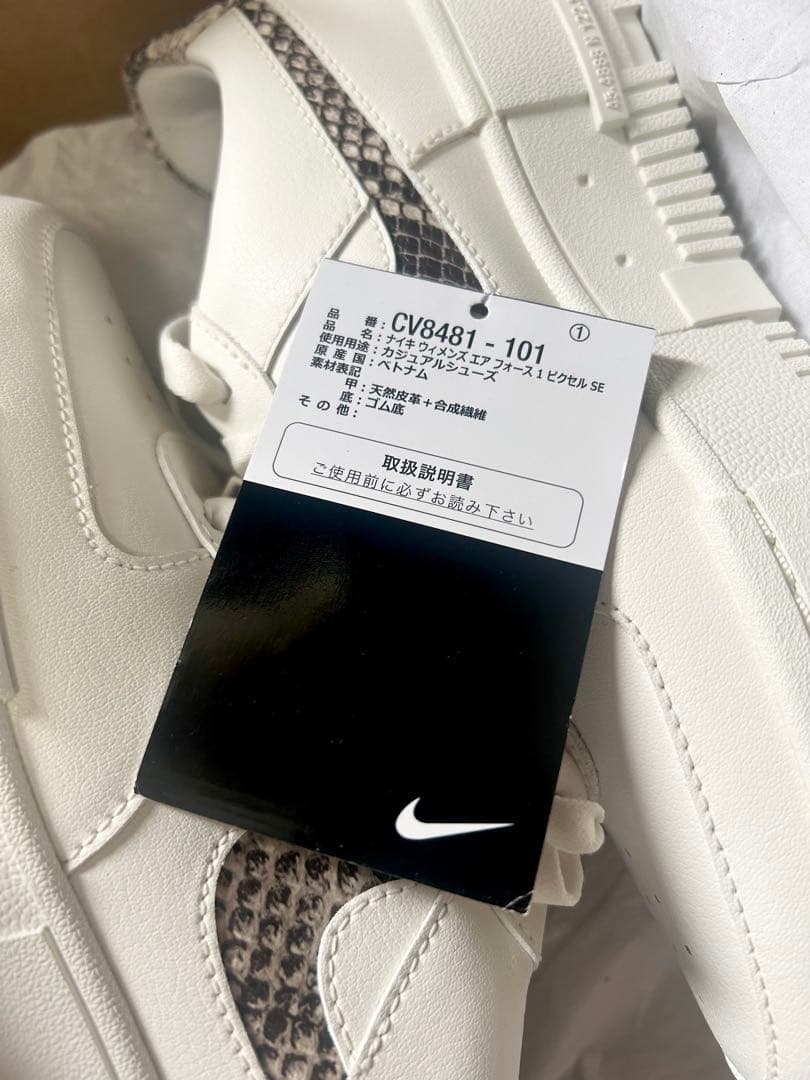 ①
品番：CV8481 - 101
品名：ナイキ ウィメンズ エア フォース 1 ピクセル SE
使用用途：カジュアルシューズ
原産国：ベトナム
素材表記
甲：天然皮革＋合成繊維
底：ゴム底
その他：
取扱説明書
ご使用前に必ずお読み下さい